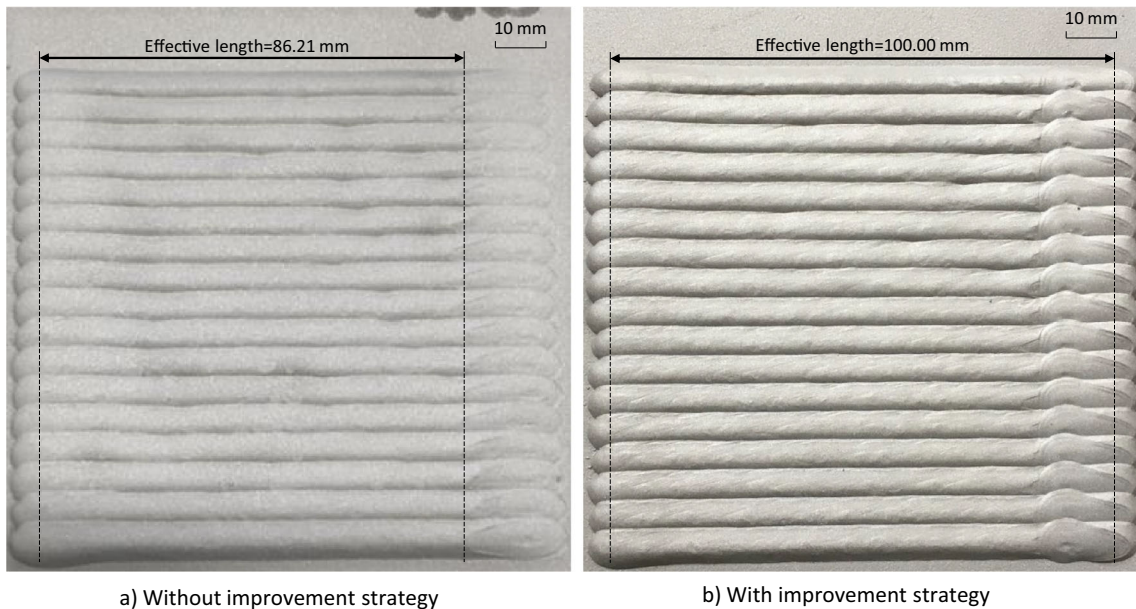 Effective length=86.21 mm
10 mm
Effective length=100.00 mm
10 mm
a) Without improvement strategy
b) With improvement strategy